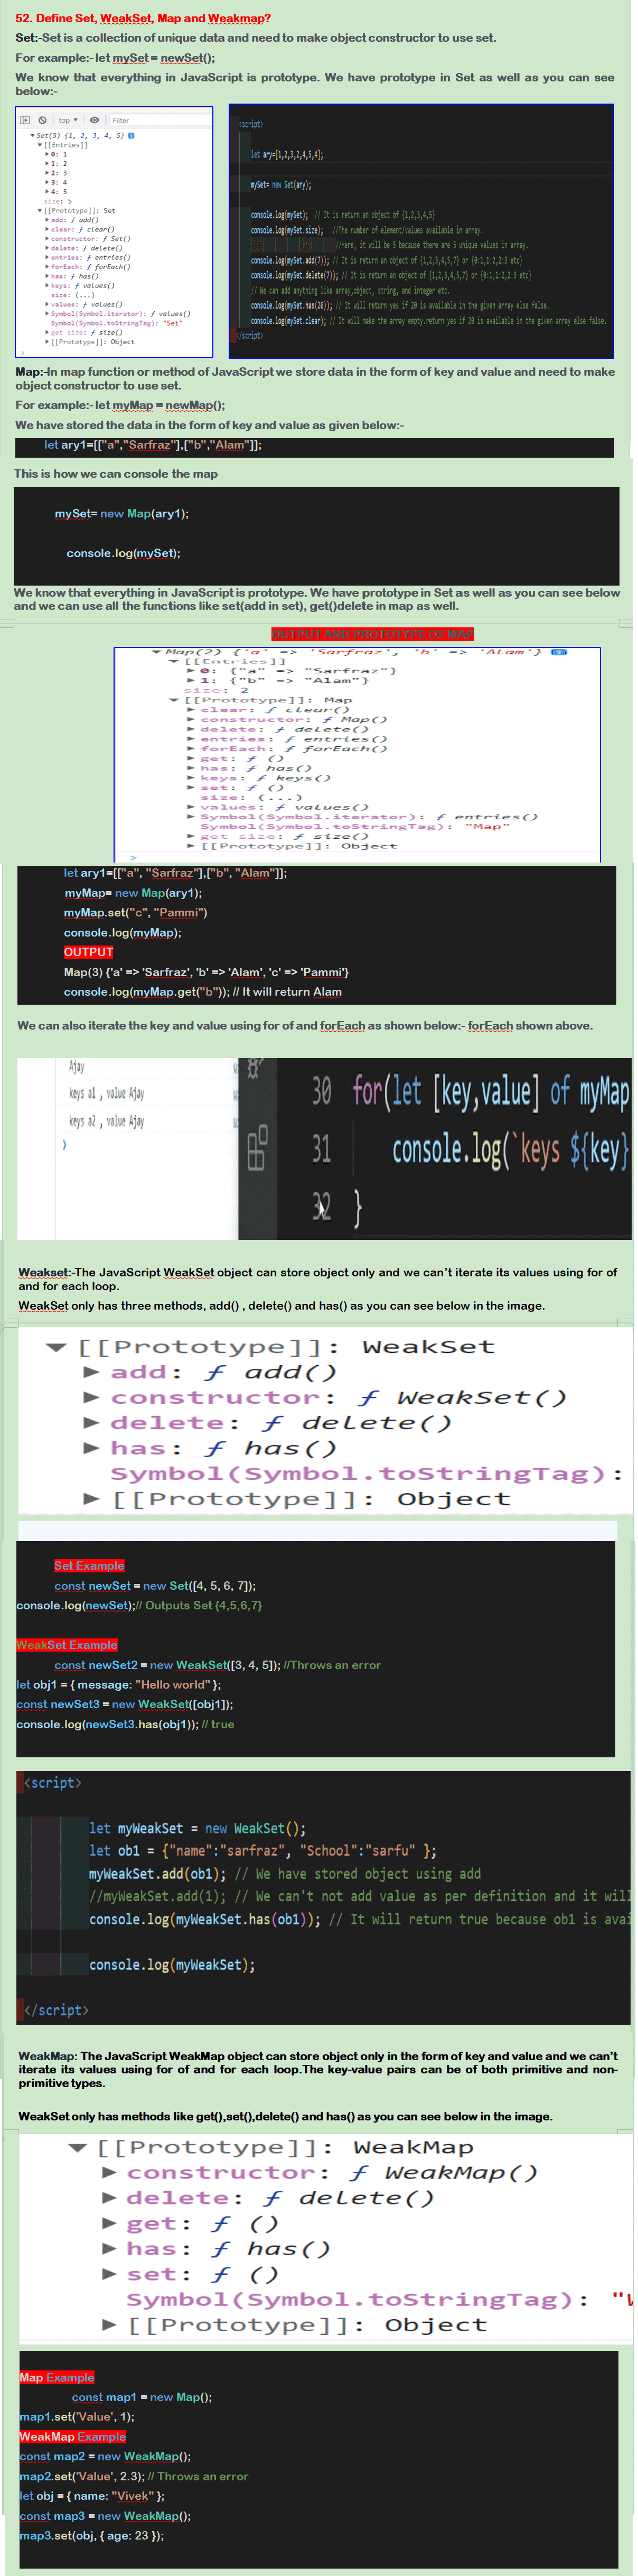 52. Define Set, WeakSet, Map and Weakmap?
Set:-Set is a collection of unique data and need to make object constructor to use set.
For example:- let mySet = newSet();
We know that everything in JavaScript is prototype. We have prototype in Set as well as you can see
below:-
top ▾ Filter
▾ Set(5) {1, 2, 3, 4, 5}
▾ [[Entries]]
▸ 0: 1
▸ 1: 2
▸ 2: 3
▸ 3: 4
▸ 4: 5
size: 5
▾ [[Prototype]]: Set
▸ add: ƒ add()
▸ clear: ƒ clear()
▸ constructor: ƒ Set()
▸ delete: ƒ delete()
▸ entries: ƒ entries()
▸ forEach: ƒ forEach()
▸ has: ƒ has()
▸ keys: ƒ values()
size: (...)
▸ values: ƒ values()
▸ Symbol(Symbol.iterator): ƒ values()
Symbol(Symbol.toStringTag): "Set"
▸ get size: ƒ size()
▸ [[Prototype]]: Object
<script>
let ary=[1,2,3,2,4,5,4];
mySet= new Set(ary);
console.log(mySet); // It is return an object of {1,2,3,4,5}
console.log(mySet.size); //The number of element/values available in array.
//Here, it will be 5 because there are 5 unique values in array.
console.log(mySet.add(7)); // It is return an object of {1,2,3,4,5,7} or {0:1,1:2,2:3 etc}
console.log(mySet.delete(7)); // It is return an object of {1,2,3,4,5,7} or {0:1,1:2,2:3 etc}
// We can add anything like array,object, string, and integer etc.
console.log(mySet.has(20)); // It will return yes if 20 is available in the given array else false.
console.log(mySet.clear); // It will make the array empty.return yes if 20 is available in the given array else false.
</script>
Map:-In map function or method of JavaScript we store data in the form of key and value and need to make
object constructor to use set.
For example:- let myMap = newMap();
We have stored the data in the form of key and value as given below:-
let ary1=[["a","Sarfraz"],["b","Alam"]];
This is how we can console the map
mySet= new Map(ary1);
console.log(mySet);
We know that everything in JavaScript is prototype. We have prototype in Set as well as you can see below
and we can use all the functions like set(add in set), get()delete in map as well.
OUTPUT AND PROTOTYPE OF MAP
▾ Map(2) {'a' => 'Sarfraz', 'b' => 'Alam'}
▾ [[Entries]]
▸ 0: {"a" => "Sarfraz"}
▸ 1: {"b" => "Alam"}
size: 2
▾ [[Prototype]]: Map
▸ clear: ƒ clear()
▸ constructor: ƒ Map()
▸ delete: ƒ delete()
▸ entries: ƒ entries()
▸ forEach: ƒ forEach()
▸ get: ƒ ()
▸ has: ƒ has()
▸ keys: ƒ keys()
▸ set: ƒ ()
size: (...)
▸ values: ƒ values()
▸ Symbol(Symbol.iterator): ƒ entries()
Symbol(Symbol.toStringTag): "Map"
▸ get size: ƒ size()
▸ [[Prototype]]: Object
>
let ary1=[["a", "Sarfraz"],["b", "Alam"]];
myMap= new Map(ary1);
myMap.set("c", "Pammi")
console.log(myMap);
OUTPUT
Map(3) {'a' => 'Sarfraz', 'b' => 'Alam', 'c' => 'Pammi'}
console.log(myMap.get("b")); // It will return Alam
We can also iterate the key and value using for of and forEach as shown below:- forEach shown above.
Ajay
keys a1 , value Ajay
keys a2 , value Ajay
>
30 for(let [key,value] of myMap
31 console.log(`keys ${key}
32 }
Weakset:-The JavaScript WeakSet object can store object only and we can't iterate its values using for of
and for each loop.
WeakSet only has three methods, add() , delete() and has() as you can see below in the image.
▾ [[Prototype]]: WeakSet
▸ add: ƒ add()
▸ constructor: ƒ WeakSet()
▸ delete: ƒ delete()
▸ has: ƒ has()
Symbol(Symbol.toStringTag):
▸ [[Prototype]]: Object
Set Example
const newSet = new Set([4, 5, 6, 7]);
console.log(newSet);// Outputs Set {4,5,6,7}
WeakSet Example
const newSet2 = new WeakSet([3, 4, 5]); //Throws an error
let obj1 = { message: "Hello world" };
const newSet3 = new WeakSet([obj1]);
console.log(newSet3.has(obj1)); // true
<script>
let myWeakSet = new WeakSet();
let ob1 = {"name":"sarfraz", "School":"sarfu" };
myWeakSet.add(ob1); // We have stored object using add
//myWeakSet.add(1); // We can't not add value as per definition and it will
console.log(myWeakSet.has(ob1)); // It will return true because ob1 is avai
console.log(myWeakSet);
</script>
WeakMap: The JavaScript WeakMap object can store object only in the form of key and value and we can't
iterate its values using for of and for each loop.The key-value pairs can be of both primitive and non-
primitive types.
WeakSet only has methods like get(),set(),delete() and has() as you can see below in the image.
▾ [[Prototype]]: WeakMap
▸ constructor: ƒ WeakMap()
▸ delete: ƒ delete()
▸ get: ƒ ()
▸ has: ƒ has()
▸ set: ƒ ()
Symbol(Symbol.toStringTag): "W
▸ [[Prototype]]: Object
Map Example
const map1 = new Map();
map1.set('Value', 1);
WeakMap Example
const map2 = new WeakMap();
map2.set('Value', 2.3); // Throws an error
let obj = { name: "Vivek" };
const map3 = new WeakMap();
map3.set(obj, { age: 23 });